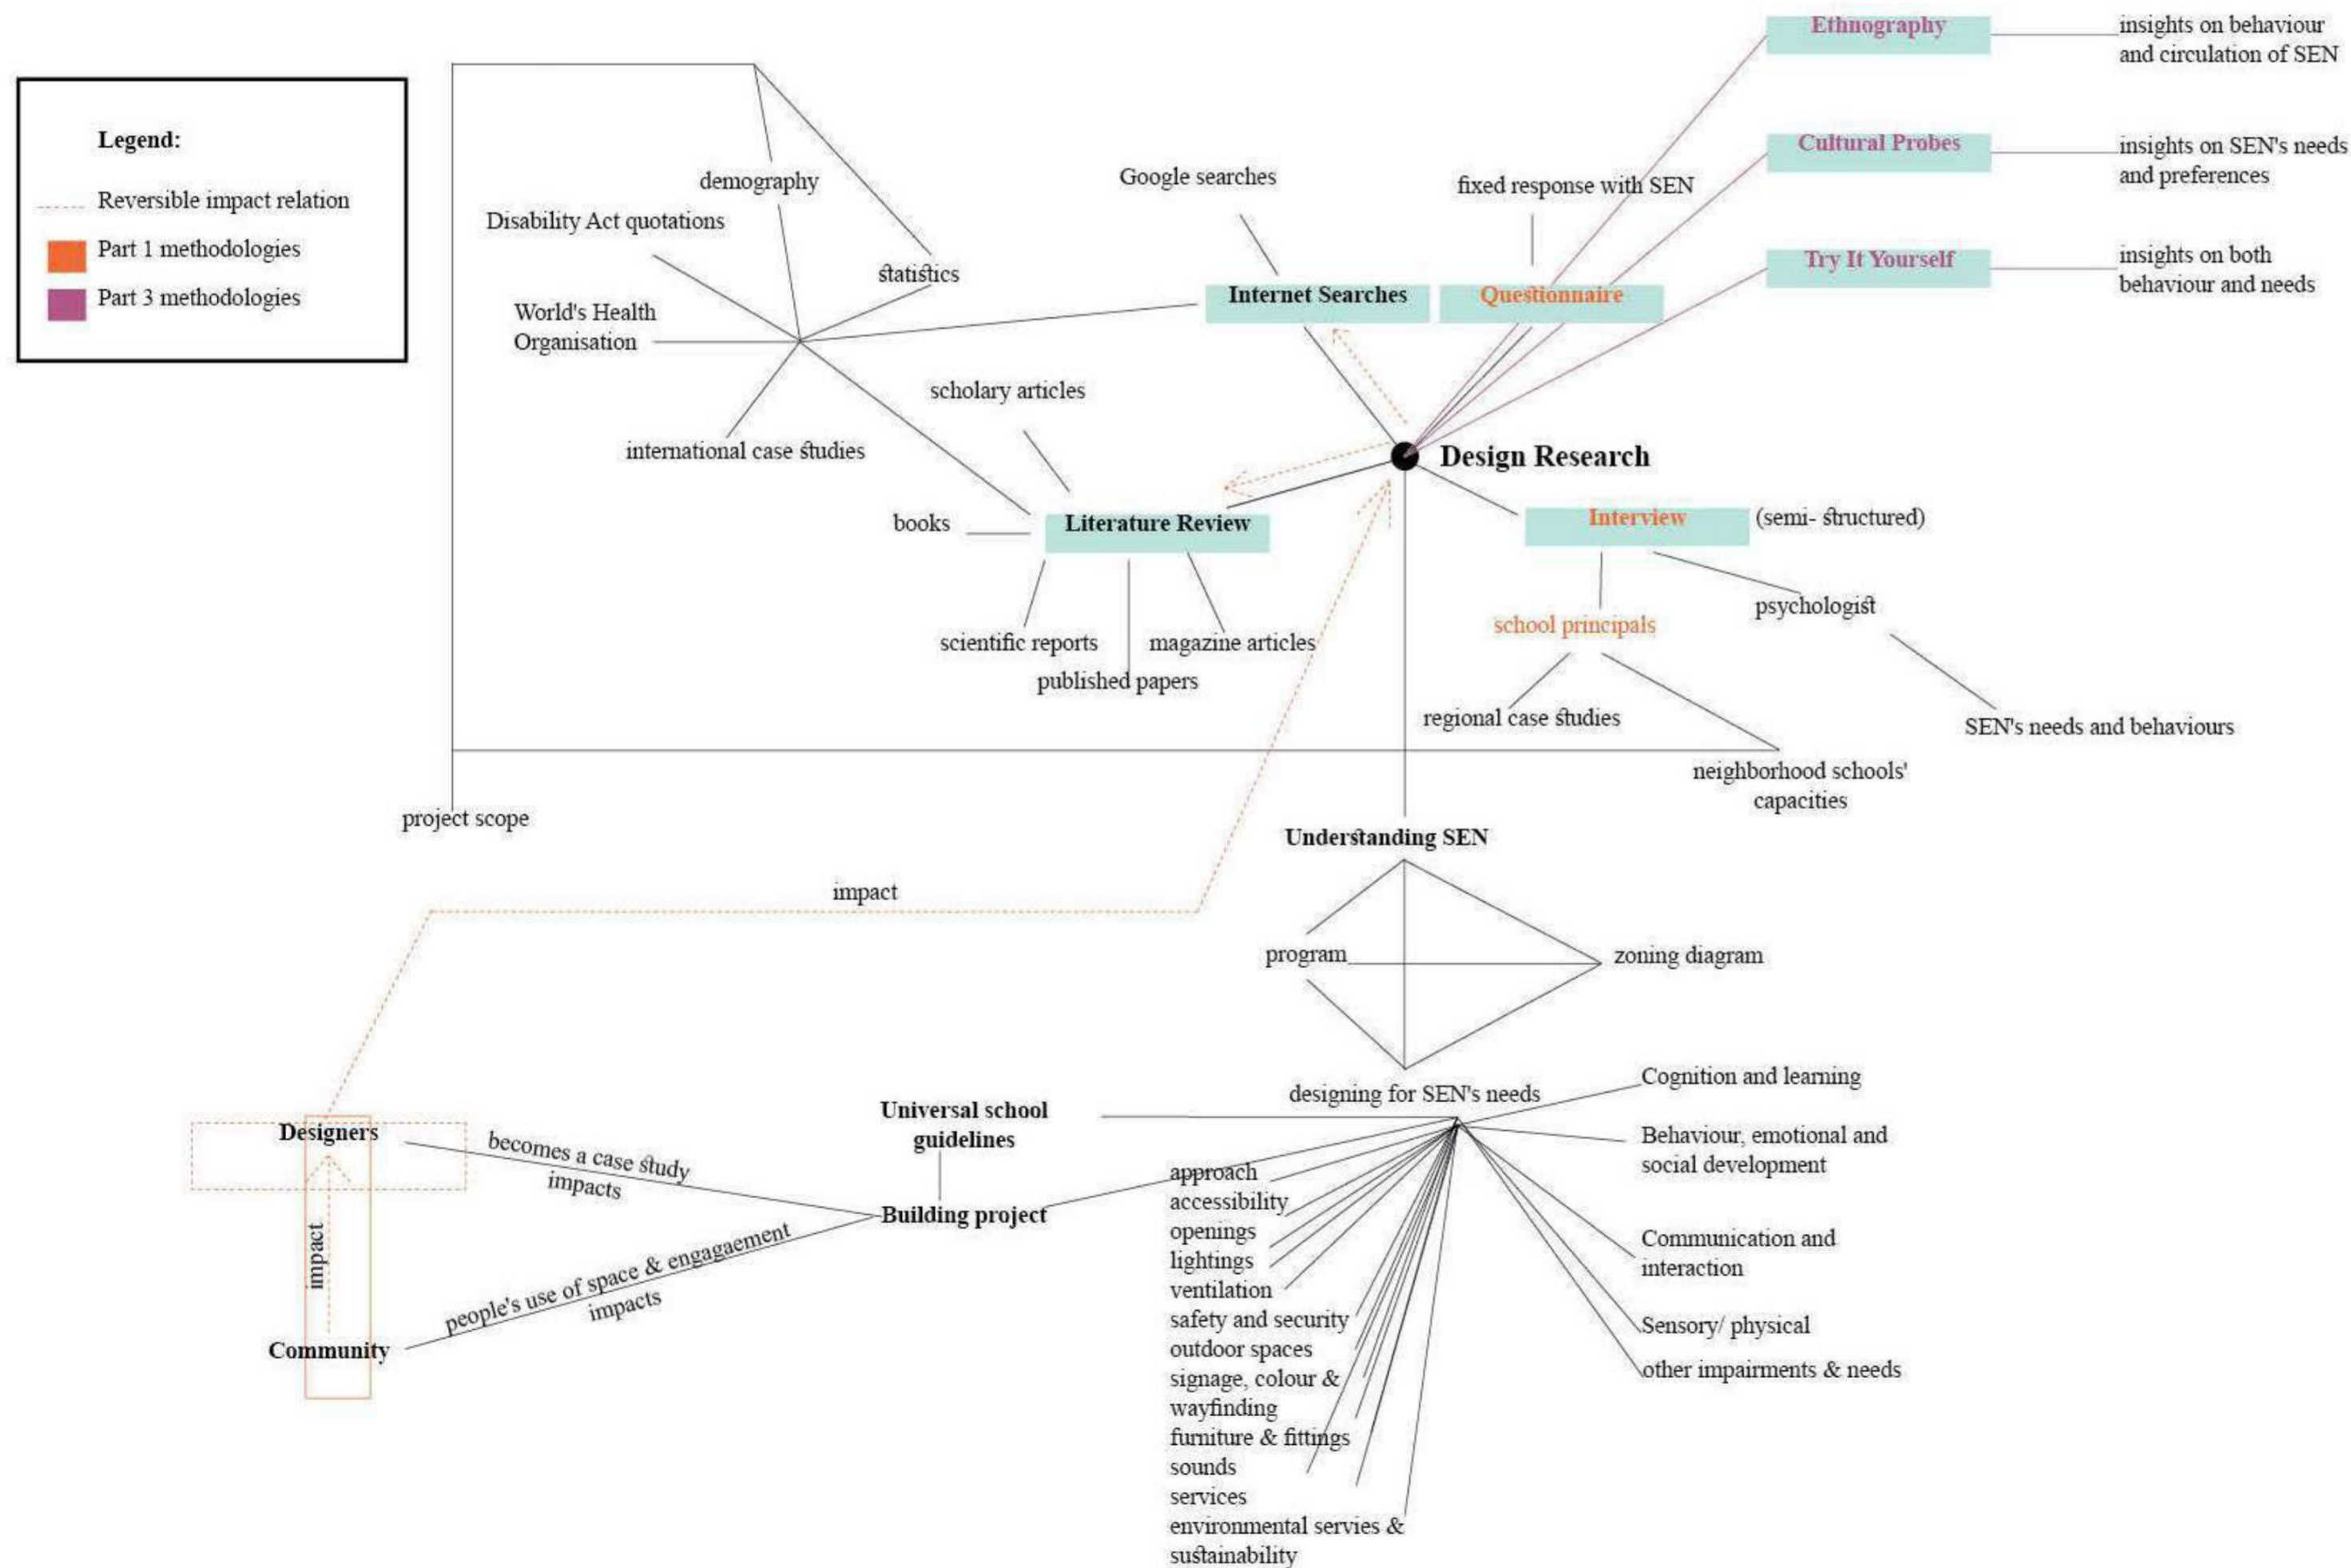 Legend:
Reversible impact relation
Part 1 methodologies
Part 3 methodologies
Ethnography
insights on behaviour
and circulation of SEN
Cultural Probes
insights on SEN's needs
and preferences
Try It Yourself
insights on both
behaviour and needs
demography
Disability Act quotations
statistics
World's Health
Organisation
international case studies
Google searches
fixed response with SEN
Internet Searches
Questionnaire
scholary articles
Design Research
books
Literature Review
scientific reports
magazine articles
published papers
Interview
(semi- structured)
school principals
psychologist
regional case studies
SEN's needs and behaviours
neighborhood schools'
capacities
project scope
Understanding SEN
impact
program
zoning diagram
designing for SEN's needs
Cognition and learning
Behaviour, emotional and
social development
Communication and
interaction
Sensory/ physical
other impairments & needs
Universal school
guidelines
Building project
Designers
becomes a case study
impacts
impact
people's use of space & engagaement
impacts
Community
approach
accessibility
openings
lightings
ventilation
safety and security
outdoor spaces
signage, colour &
wayfinding
furniture & fittings
sounds
services
environmental servies &
sustainability